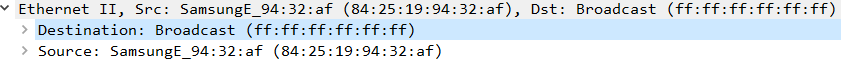 Ethernet II, Src: SamsungE_94:32:af (84:25:19:94:32:af), Dst: Broadcast (ff:ff:ff:ff:ff:ff)
Destination: Broadcast (ff:ff:ff:ff:ff:ff)
Source: SamsungE_94:32:af (84:25:19:94:32:af)